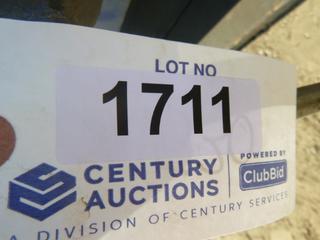 LOT NO
1711
CENTURY
AUCTIONS
POWERED BY
ClubBid
A DIVISION OF CENTURY SERVICES